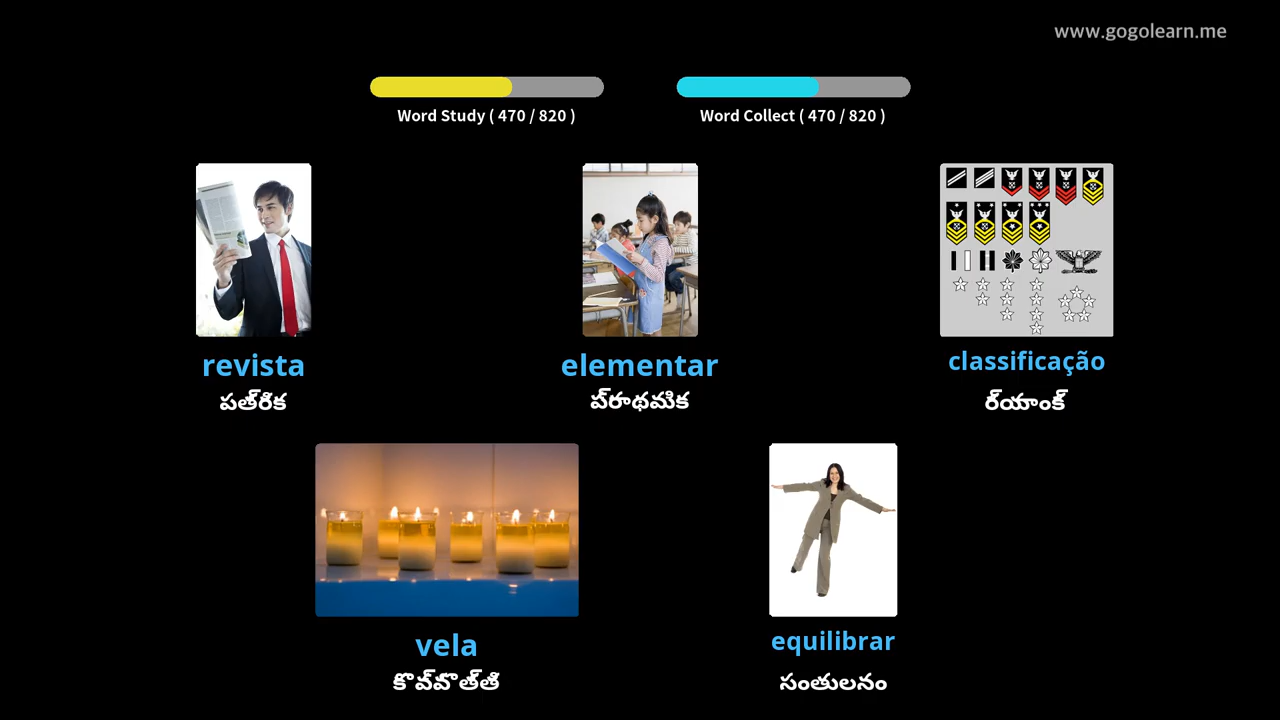 www.gogolearn.me
Word Study ( 470 / 820 )
Word Collect ( 470 / 820 )
revista
పత్రిక
elementar
ప్రాథమిక
classificação
ర్యాంక్
vela
కొవ్వొత్తి
equilibrar
సంతులనం